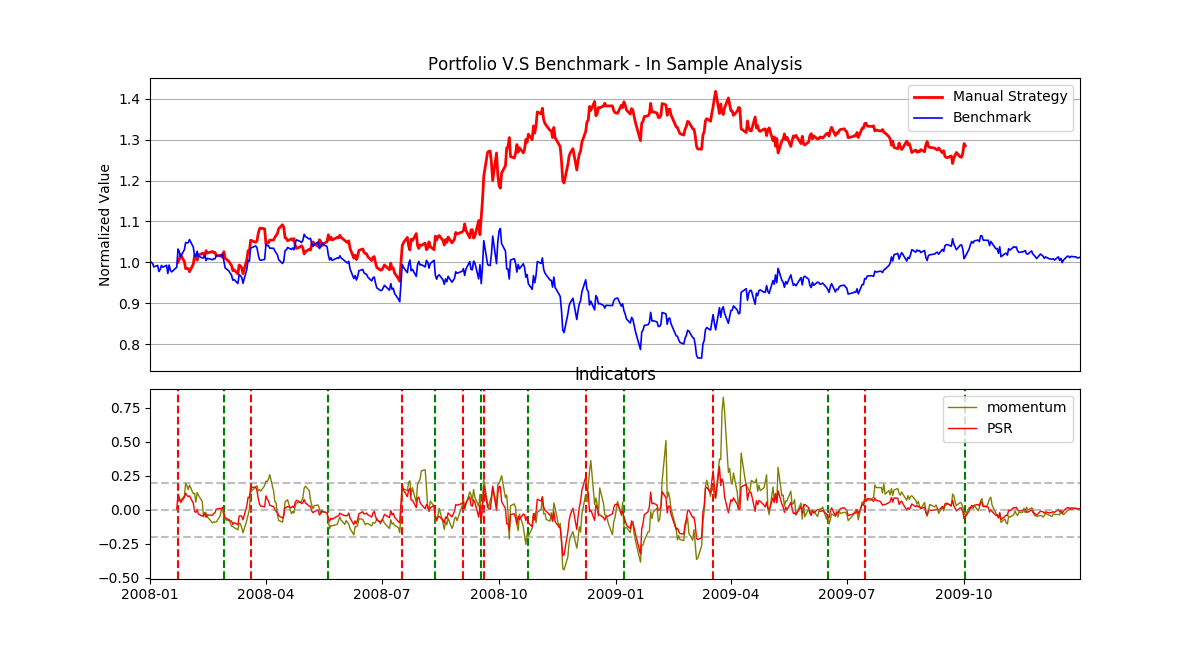 Portfolio V.S Benchmark - In Sample Analysis
Normalized Value
1.4
1.3
1.2
1.1
1.0
0.9
0.8
Manual Strategy
Benchmark
Indicators
0.75
0.50
0.25
0.00
−0.25
−0.50
momentum
PSR
2008-01 2008-04 2008-07 2008-10 2009-01 2009-04 2009-07 2009-10